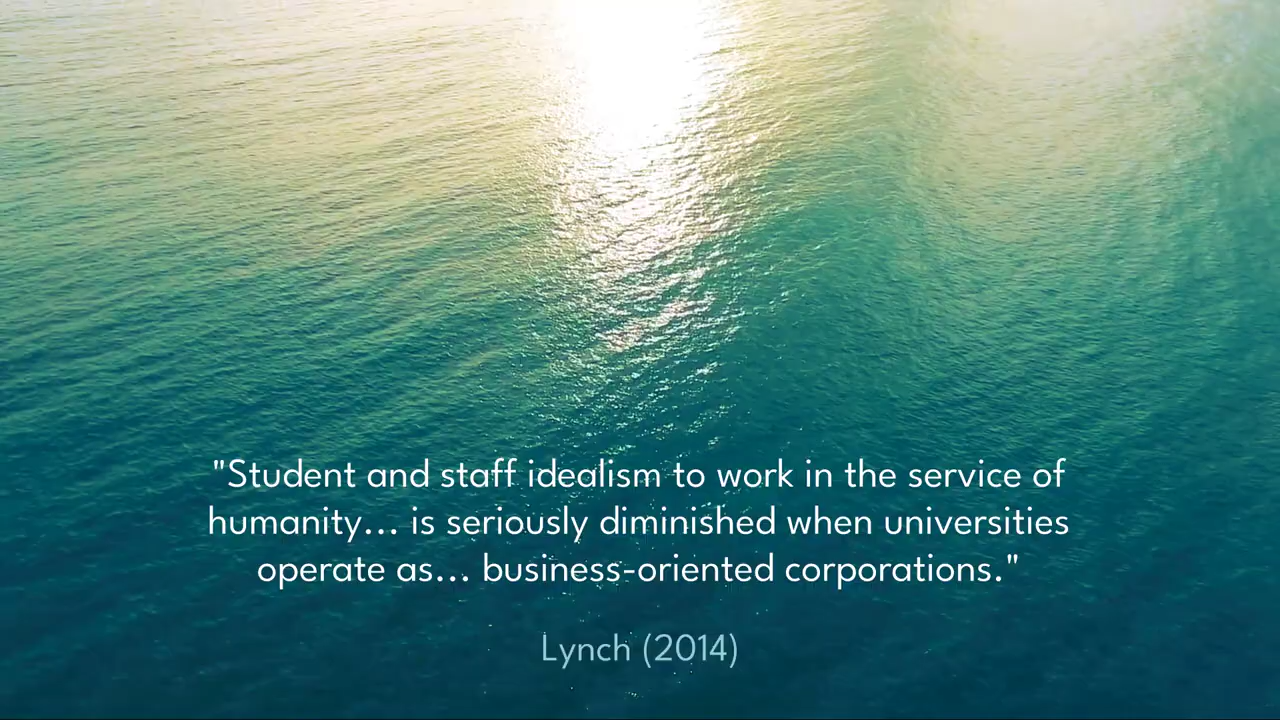 "Student and staff idealism to work in the service of
humanity... is seriously diminished when universities
operate as... business-oriented corporations."
Lynch (2014)